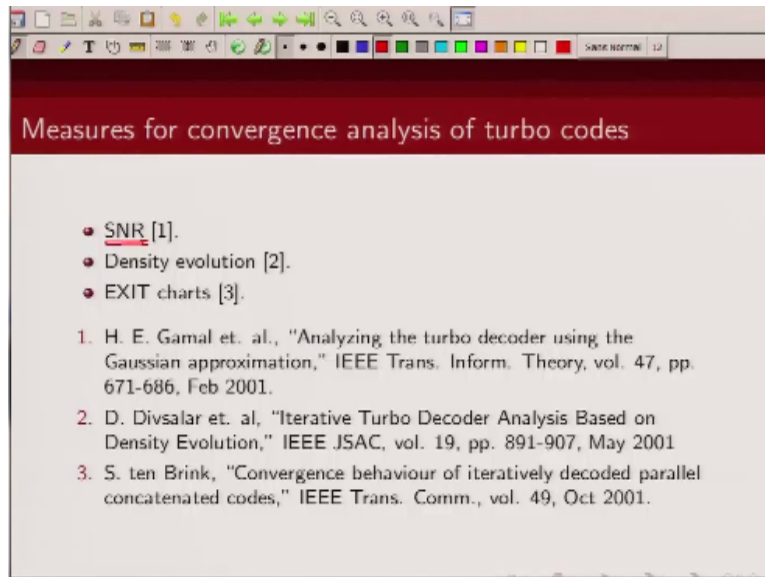 T
Sans Normal 12
Measures for convergence analysis of turbo codes
SNR [1].
Density evolution [2].
EXIT charts [3].
1. H. E. Gamal et. al., “Analyzing the turbo decoder using the
Gaussian approximation,” IEEE Trans. Inform. Theory, vol. 47, pp.
671-686, Feb 2001.
2. D. Divsalar et. al, “Iterative Turbo Decoder Analysis Based on
Density Evolution,” IEEE JSAC, vol. 19, pp. 891-907, May 2001
3. S. ten Brink, “Convergence behaviour of iteratively decoded parallel
concatenated codes,” IEEE Trans. Comm., vol. 49, Oct 2001.